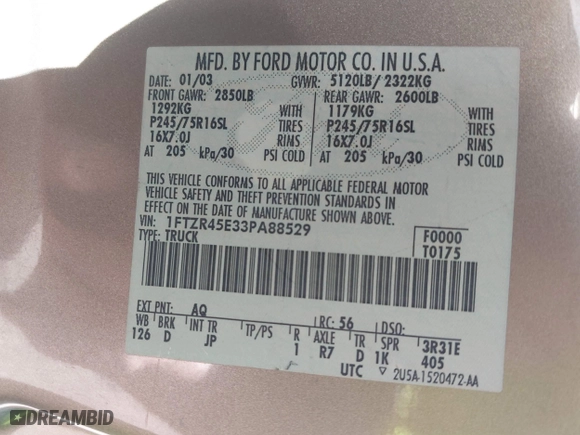 MFD. BY FORD MOTOR CO. IN U.S.A.
DATE: 01/03 GVWR: 5120LB/ 2322KG
FRONT GAWR: 2850LB REAR GAWR: 2600LB
1292KG WITH 1179KG WITH
P245/75R16SL TIRES P245/75R16SL TIRES
16X7.0J RIMS 16X7.0J RIMS
AT 205 kPa/30 PSI COLD AT 205 kPa/30 PSI COLD
THIS VEHICLE CONFORMS TO ALL APPLICABLE FEDERAL MOTOR
VEHICLE SAFETY AND THEFT PREVENTION STANDARDS IN
EFFECT ON THE DATE OF MANUFACTURE SHOWN ABOVE.
VIN: 1FTZR45E33PA88529 F0000
TYPE: TRUCK T0175
EXT PNT: AQ RC: 56 DSO:
WB BRK INT TR TP/PS R AXLE TR SPR 3R31E
126 D JP 1 R7 D 1K 405
UTC ▽ 2U5A-1520472-AA
DREAMBID